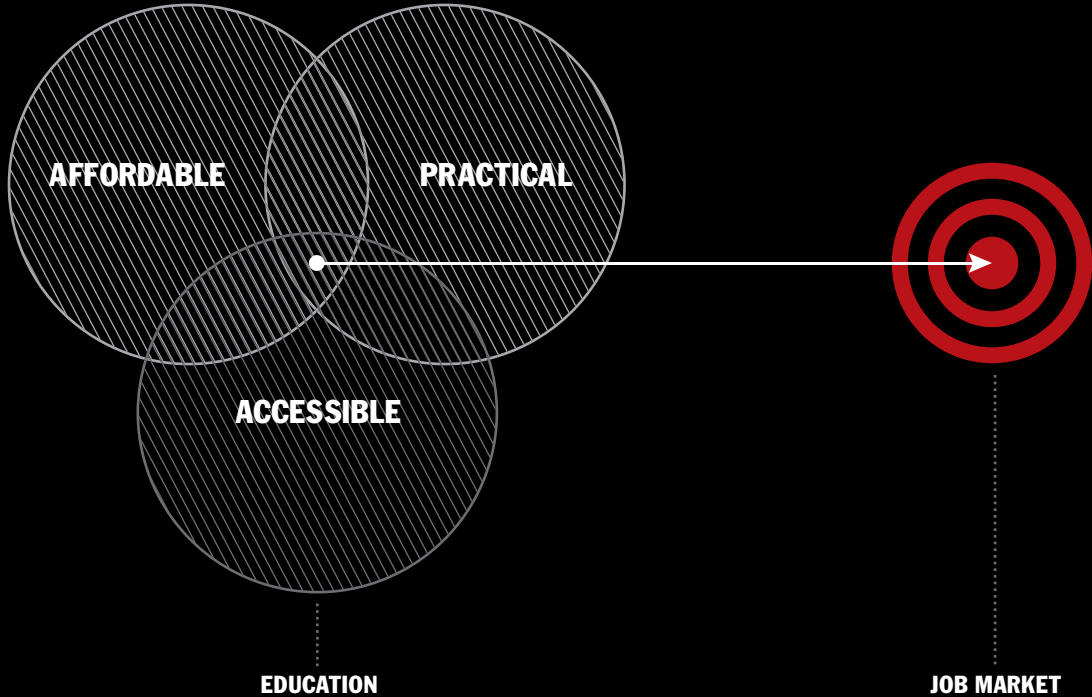 AFFORDABLE
PRACTICAL
ACCESSIBLE
EDUCATION
JOB MARKET